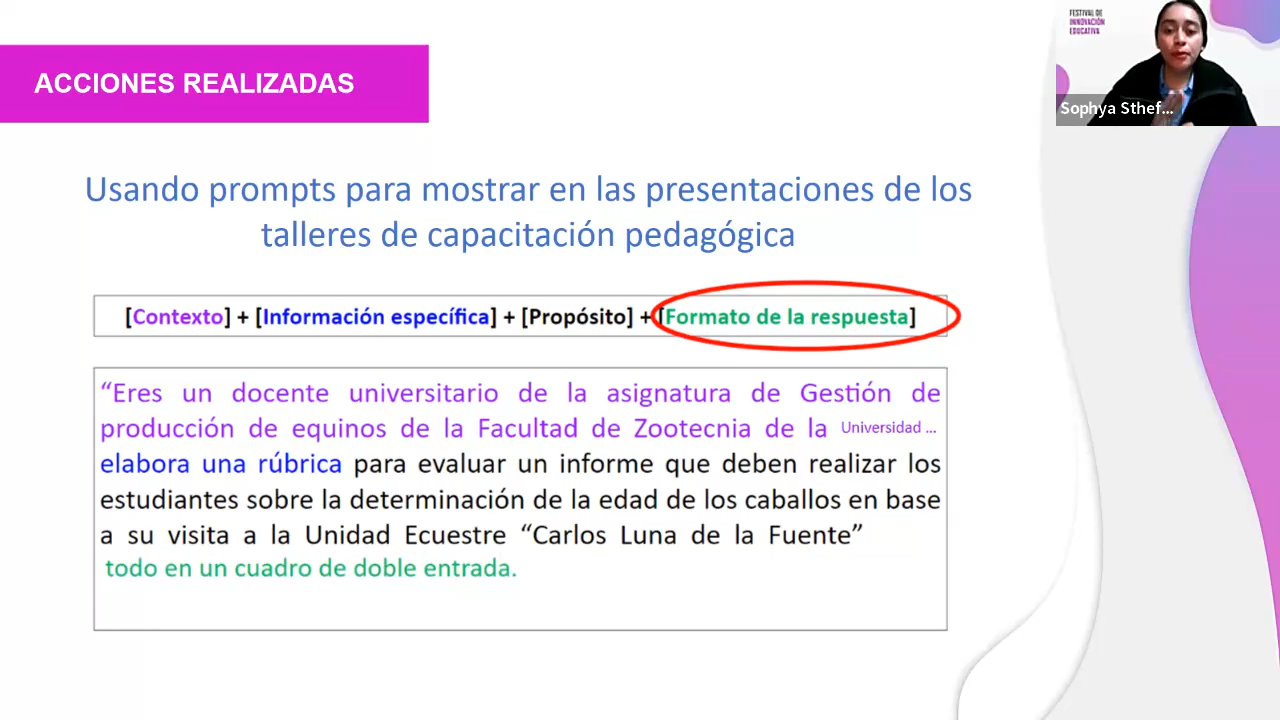 FESTIVAL DE
INNOVACIÓN
EDUCATIVA
Sophya Sthef...
ACCIONES REALIZADAS
Usando prompts para mostrar en las presentaciones de los
talleres de capacitación pedagógica
[Contexto] + [Información específica] + [Propósito] + [Formato de la respuesta]
“Eres un docente universitario de la asignatura de Gestión de
producción de equinos de la Facultad de Zootecnia de la Universidad ...
elabora una rúbrica para evaluar un informe que deben realizar los
estudiantes sobre la determinación de la edad de los caballos en base
a su visita a la Unidad Ecuestre “Carlos Luna de la Fuente”
todo en un cuadro de doble entrada.